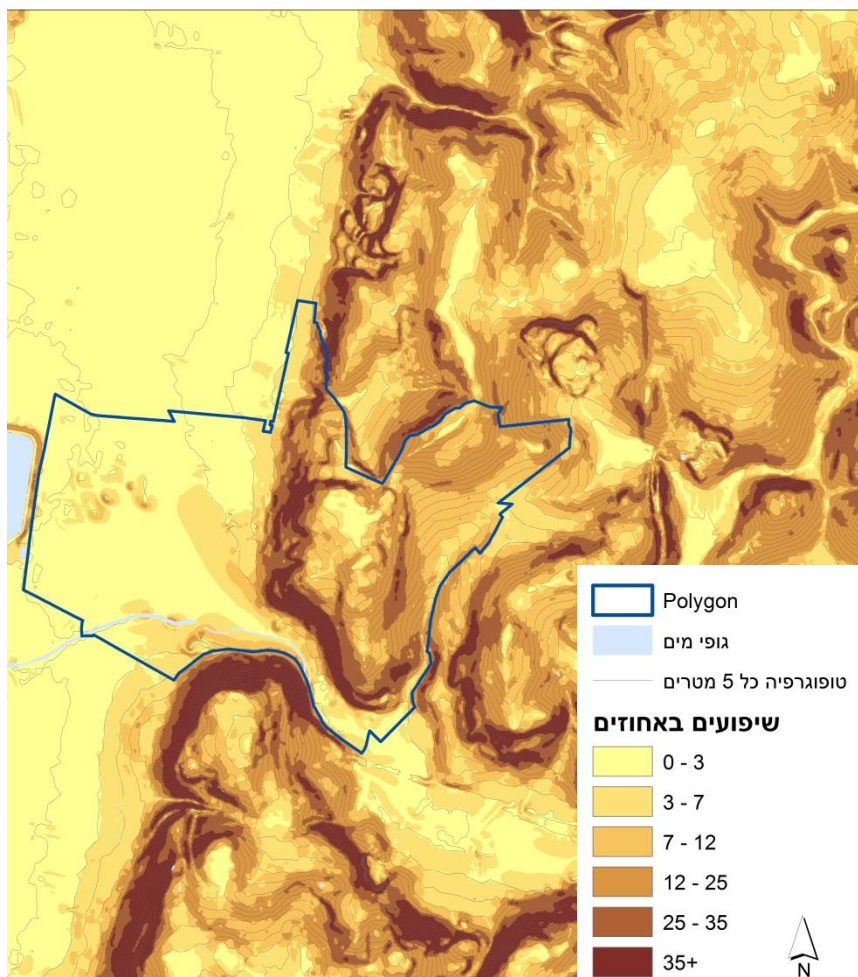 Polygon
גופי מים
טופוגרפיה כל 5 מטרים
שיפועים באחוזים
0 - 3
3 - 7
7 - 12
12 - 25
25 - 35
35+
N